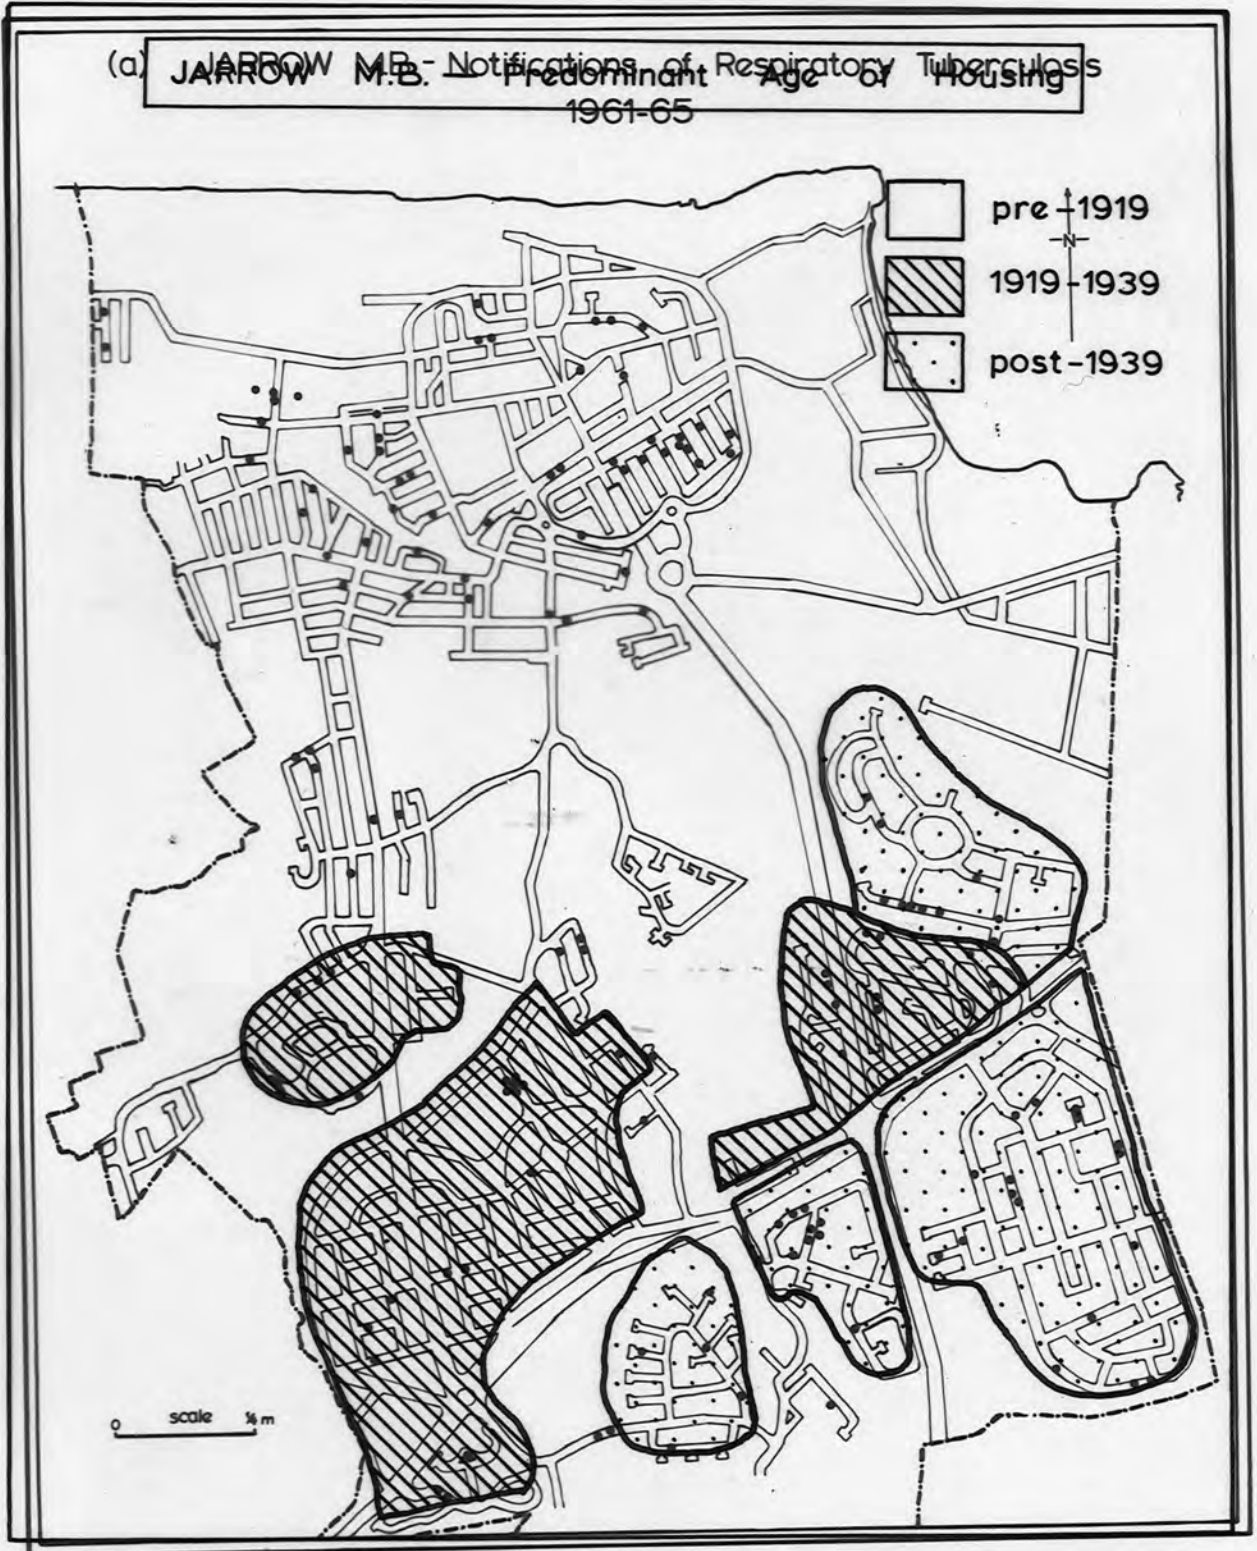 (a) JARROW M.B. - Notifications of Respiratory Tuberculosis
JARROW M.B. — Predominant Age of Housing
1961-65
pre-1919
N
1919-1939
post-1939
0 scale ¼ m